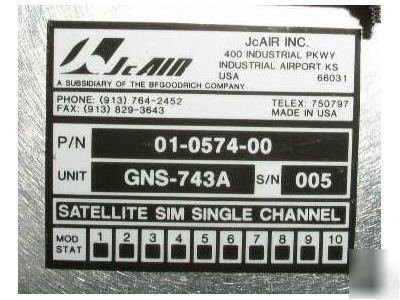 JcAIR
A SUBSIDIARY OF THE BFGOODRICH COMPANY
JcAIR INC.
400 INDUSTRIAL PKWY
INDUSTRIAL AIRPORT KS
USA 66031
PHONE: (913) 764-2452
FAX: (913) 829-3643
TELEX: 750797
MADE IN USA
P/N 01-0574-00
UNIT GNS-743A S/N 005
SATELLITE SIM SINGLE CHANNEL
MOD STAT 1 2 3 4 5 6 7 8 9 10